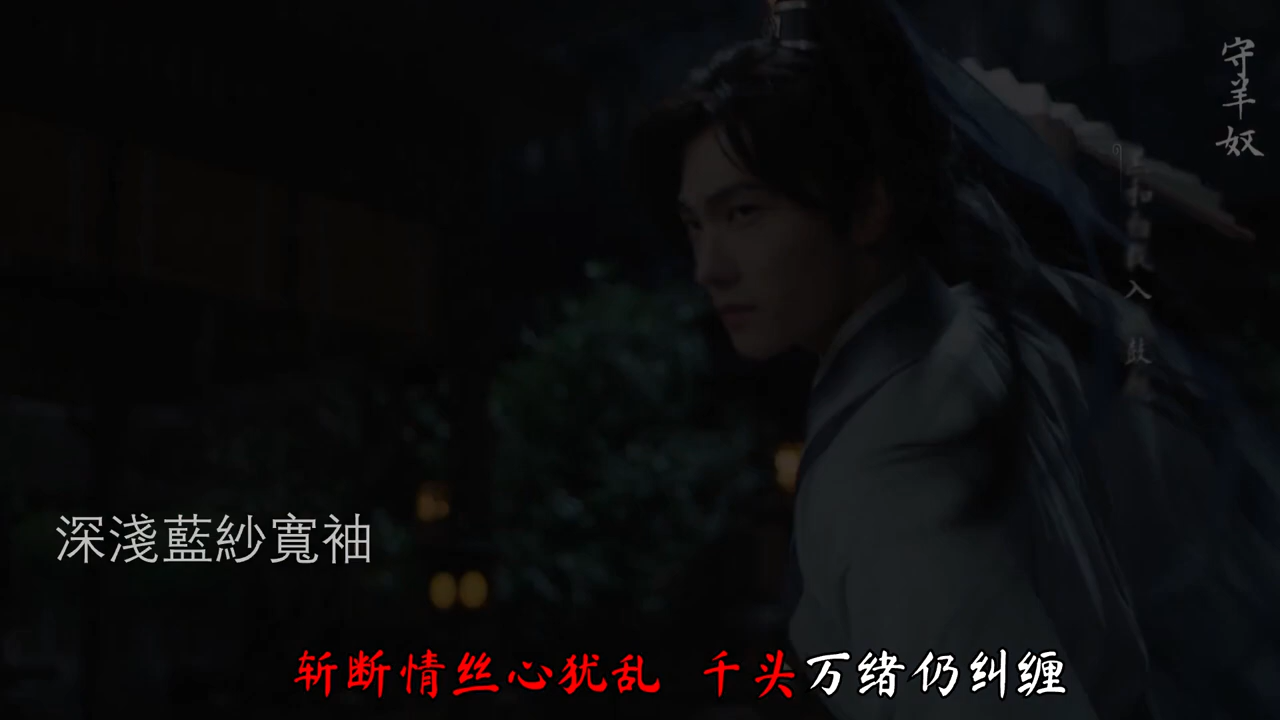 守羊奴
深淺藍紗寬袖
斩断情丝心犹乱 千头万绪仍纠缠